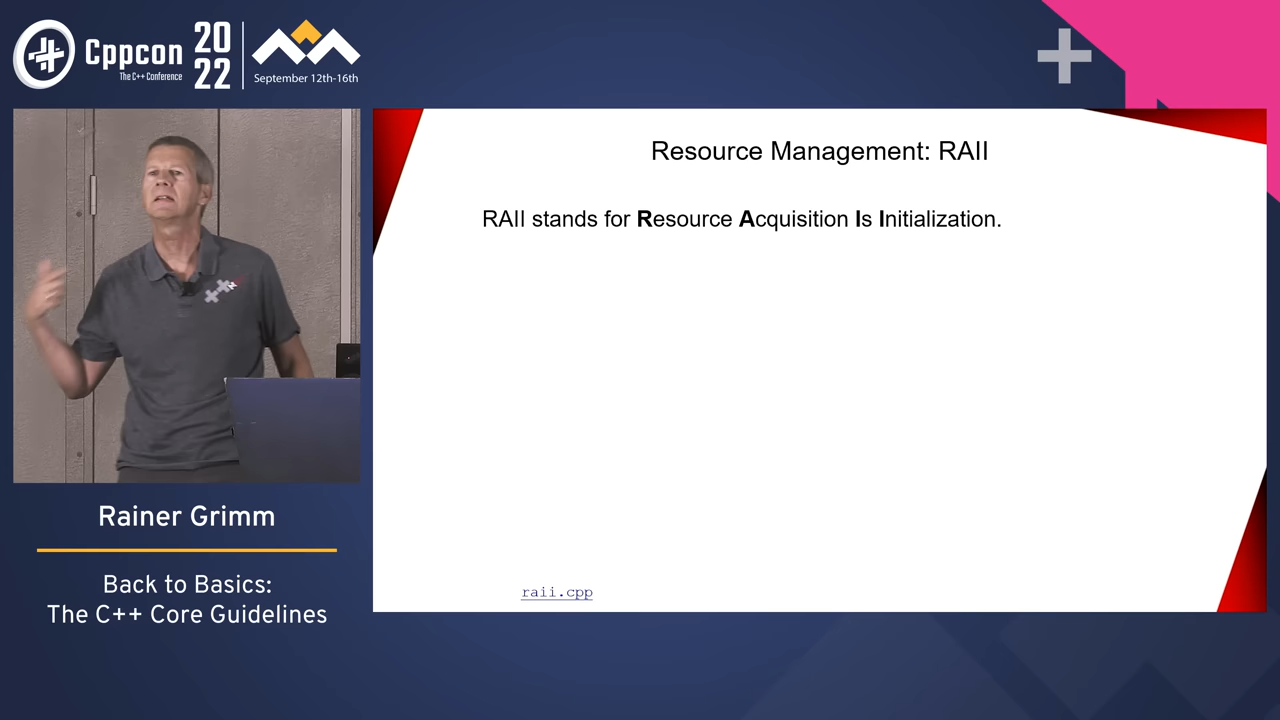 Cppcon
The C++ Conference
20
22
September 12th-16th
Resource Management: RAII
RAII stands for Resource Acquisition Is Initialization.
raii.cpp
Rainer Grimm
Back to Basics:
The C++ Core Guidelines